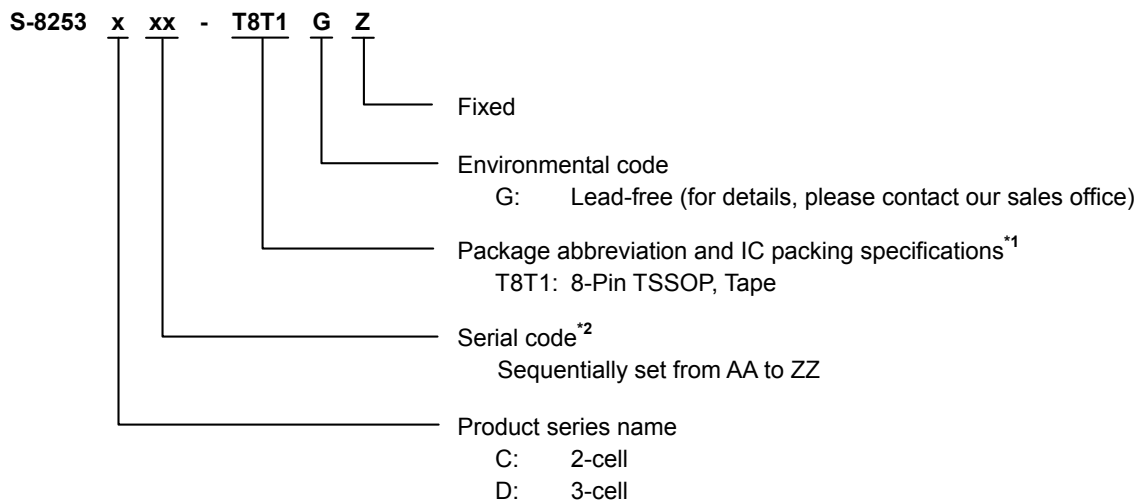 S-8253 x xx - T8T1 G Z
Fixed
Environmental code
G: Lead-free (for details, please contact our sales office)
Package abbreviation and IC packing specifications*1
T8T1: 8-Pin TSSOP, Tape
Serial code*2
Sequentially set from AA to ZZ
Product series name
C: 2-cell
D: 3-cell